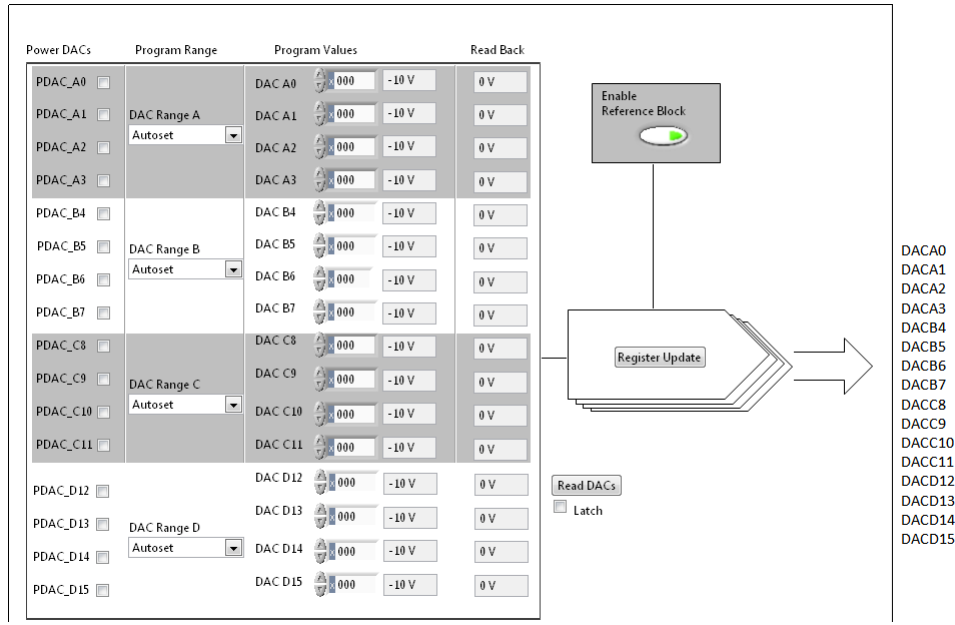 Power DACs Program Range Program Values Read Back
PDAC_A0 DAC A0 x 000 -10 V 0 V
PDAC_A1 DAC Range A DAC A1 x 000 -10 V 0 V
Autoset
PDAC_A2 DAC A2 x 000 -10 V 0 V
PDAC_A3 DAC A3 x 000 -10 V 0 V
PDAC_B4 DAC B4 x 000 -10 V 0 V
PDAC_B5 DAC Range B DAC B5 x 000 -10 V 0 V
Autoset
PDAC_B6 DAC B6 x 000 -10 V 0 V
PDAC_B7 DAC B7 x 000 -10 V 0 V
PDAC_C8 DAC C8 x 000 -10 V 0 V
PDAC_C9 DAC Range C DAC C9 x 000 -10 V 0 V
Autoset
PDAC_C10 DAC C10 x 000 -10 V 0 V
PDAC_C11 DAC C11 x 000 -10 V 0 V
PDAC_D12 DAC D12 x 000 -10 V 0 V
PDAC_D13 DAC Range D DAC D13 x 000 -10 V 0 V
Autoset
PDAC_D14 DAC D14 x 000 -10 V 0 V
PDAC_D15 DAC D15 x 000 -10 V 0 V
Enable
Reference Block
Register Update
Read DACs
Latch
DACA0
DACA1
DACA2
DACA3
DACB4
DACB5
DACB6
DACB7
DACC8
DACC9
DACC10
DACC11
DACD12
DACD13
DACD14
DACD15